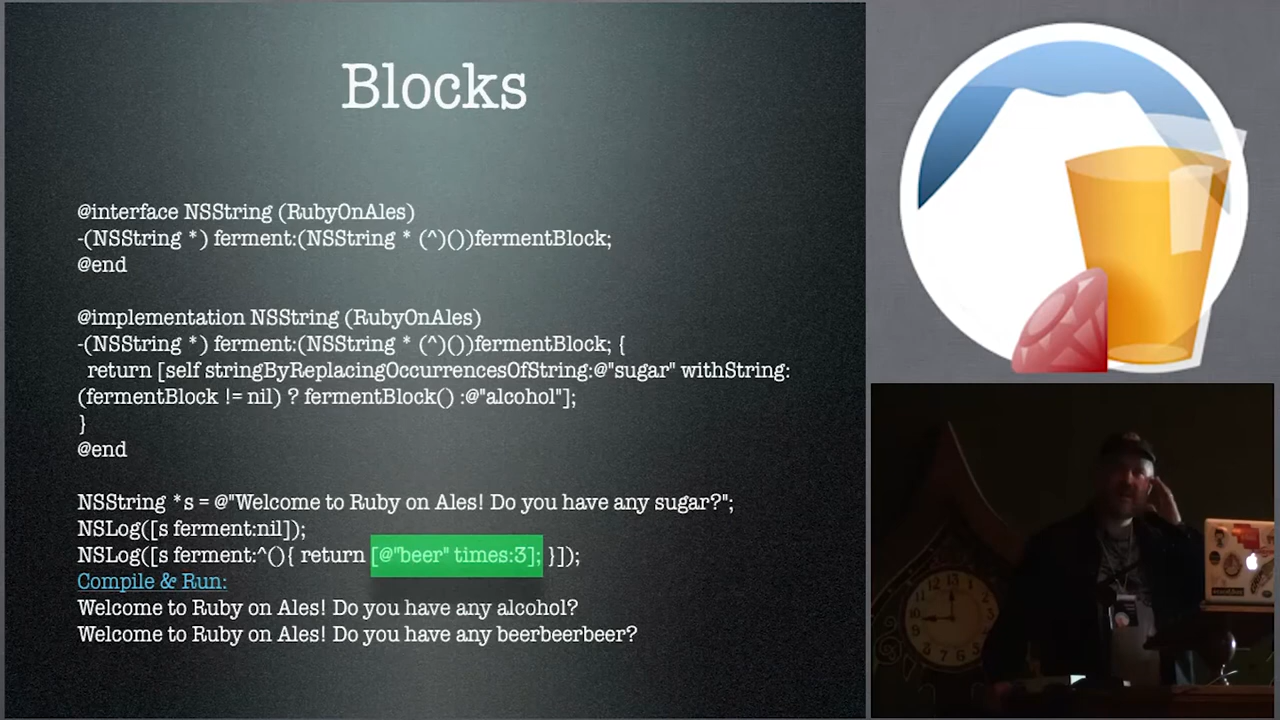 Blocks
@interface NSString (RubyOnAles)
-(NSString *) ferment:(NSString * (^)())fermentBlock;
@end
@implementation NSString (RubyOnAles)
-(NSString *) ferment:(NSString * (^)())fermentBlock; {
return [self stringByReplacingOccurrencesOfString:@"sugar" withString:
(fermentBlock != nil) ? fermentBlock() :@"alcohol"];
}
@end
NSString *s = @"Welcome to Ruby on Ales! Do you have any sugar?";
NSLog([s ferment:nil]);
NSLog([s ferment:^(){ return [@"beer" times:3]; }]);
Compile & Run:
Welcome to Ruby on Ales! Do you have any alcohol?
Welcome to Ruby on Ales! Do you have any beerbeerbeer?